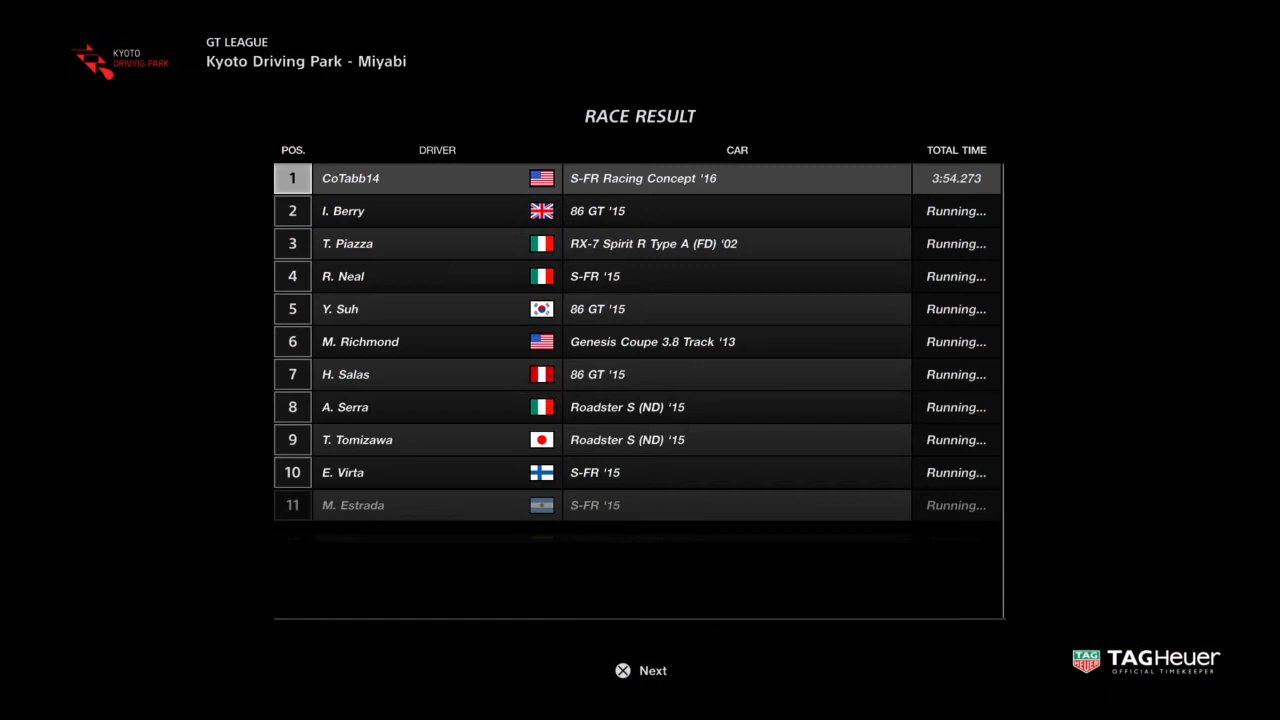 KYOTO
DRIVING PARK
GT LEAGUE
Kyoto Driving Park - Miyabi
RACE RESULT
POS. DRIVER CAR TOTAL TIME
1 CoTabb14 S-FR Racing Concept '16 3:54.273
2 I. Berry 86 GT '15 Running...
3 T. Piazza RX-7 Spirit R Type A (FD) '02 Running...
4 R. Neal S-FR '15 Running...
5 Y. Suh 86 GT '15 Running...
6 M. Richmond Genesis Coupe 3.8 Track '13 Running...
7 H. Salas 86 GT '15 Running...
8 A. Serra Roadster S (ND) '15 Running...
9 T. Tomizawa Roadster S (ND) '15 Running...
10 E. Virta S-FR '15 Running...
11 M. Estrada S-FR '15 Running...
Next
TAG HEUER
TAGHeuer
OFFICIAL TIMEKEEPER